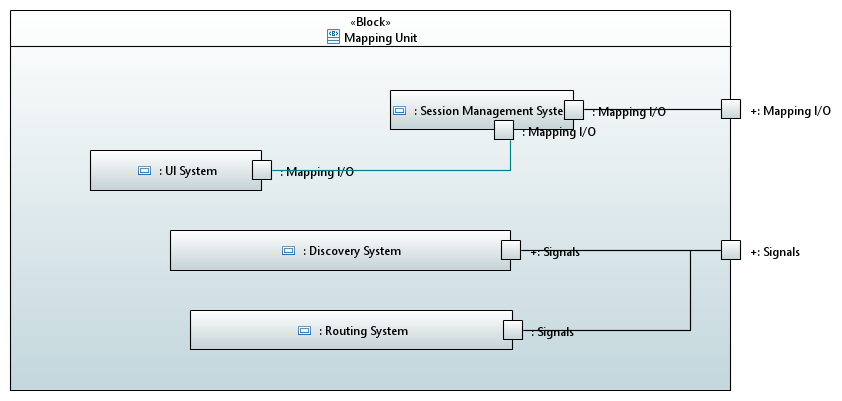 «Block»
Mapping Unit
: Session Management Syste
: Mapping I/O
+: Mapping I/O
: Mapping I/O
: UI System
: Mapping I/O
: Discovery System
+: Signals
+: Signals
: Routing System
: Signals